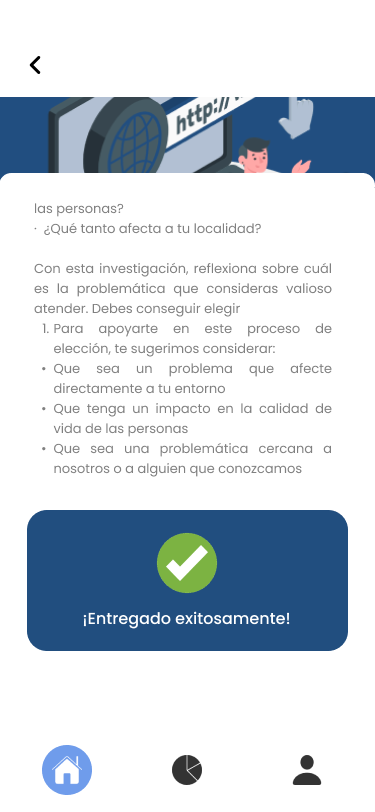 http://
las personas?
· ¿Qué tanto afecta a tu localidad?
Con esta investigación, reflexiona sobre cuál
es la problemática que consideras valioso
atender. Debes conseguir elegir
1. Para apoyarte en este proceso de
elección, te sugerimos considerar:
• Que sea un problema que afecte
directamente a tu entorno
• Que tenga un impacto en la calidad de
vida de las personas
• Que sea una problemática cercana a
nosotros o a alguien que conozcamos
¡Entregado exitosamente!